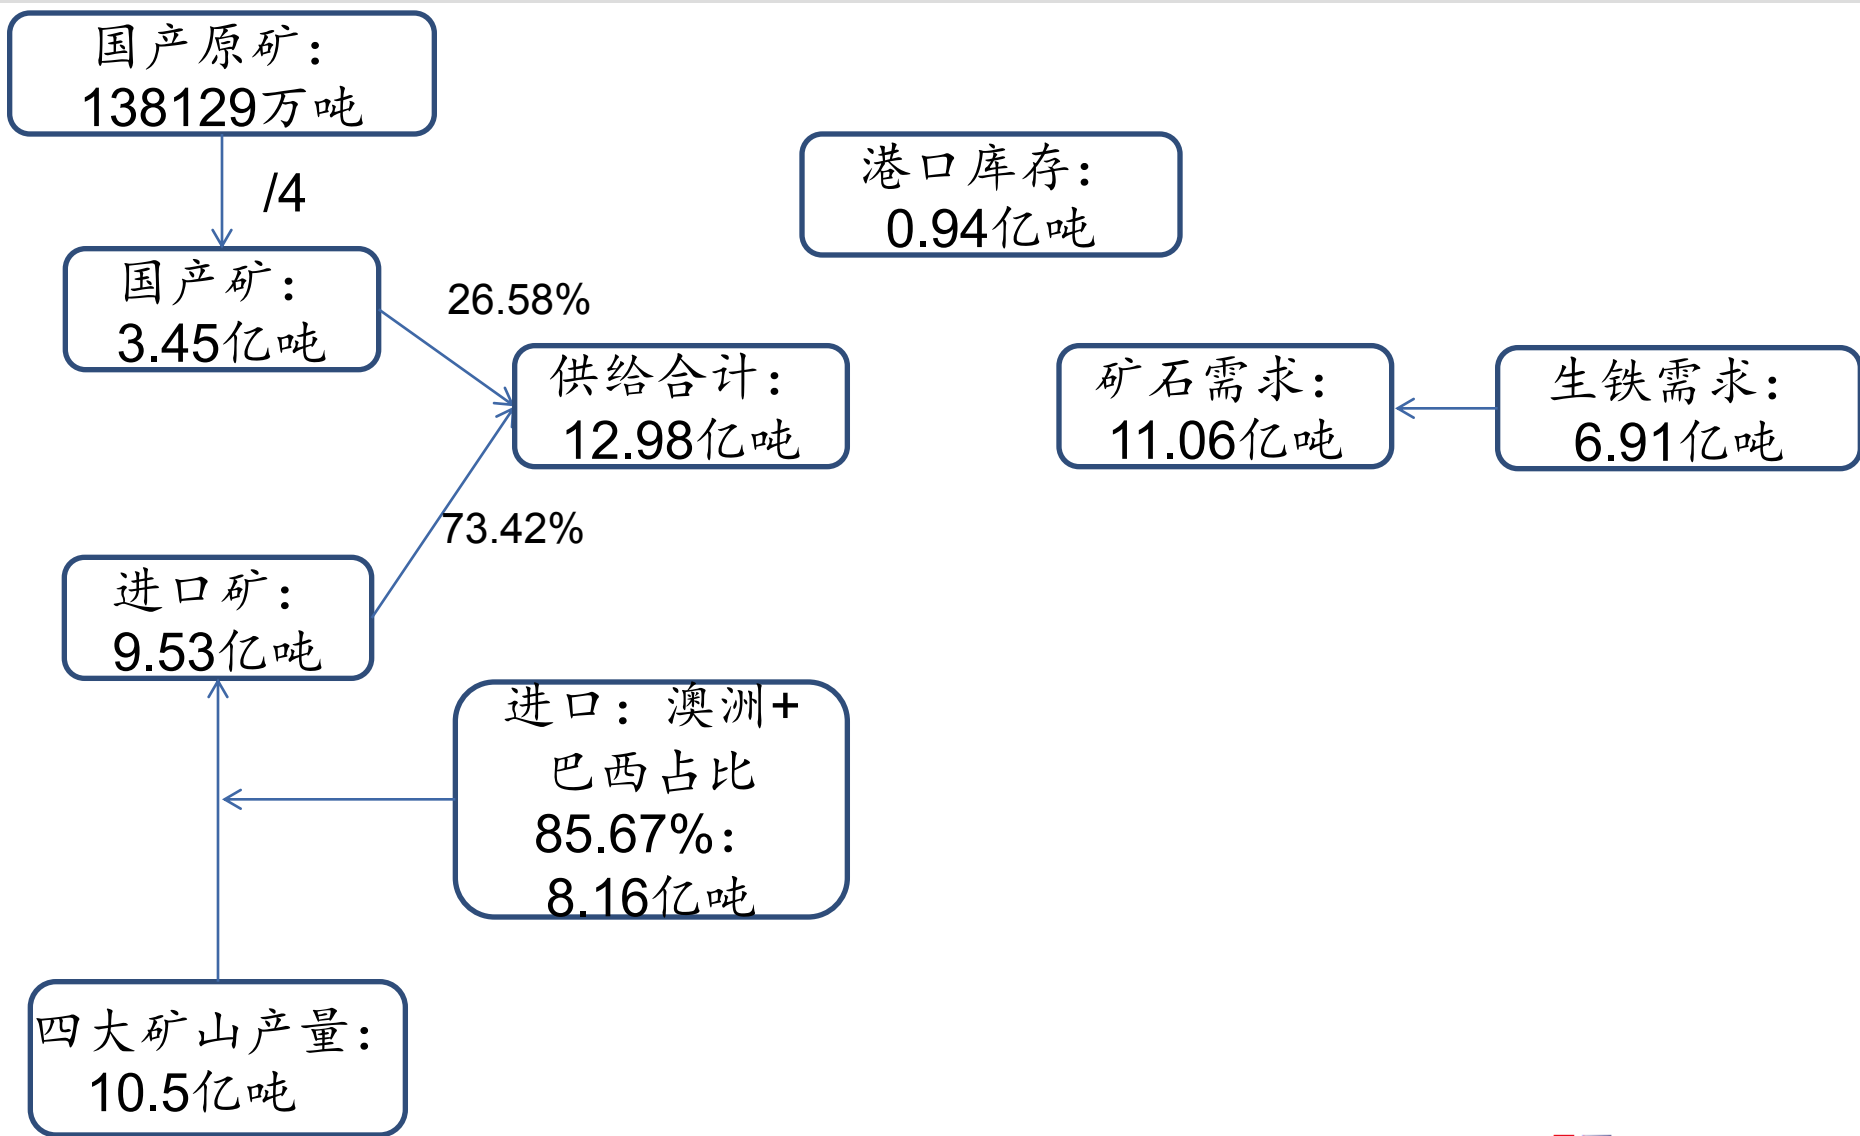 国产原矿：
138129万吨
/4
国产矿：
3.45亿吨
26.58%
港口库存：
0.94亿吨
供给合计：
12.98亿吨
矿石需求：
11.06亿吨
生铁需求：
6.91亿吨
73.42%
进口矿：
9.53亿吨
进口：澳洲+
巴西占比
85.67%：
8.16亿吨
四大矿山产量：
10.5亿吨